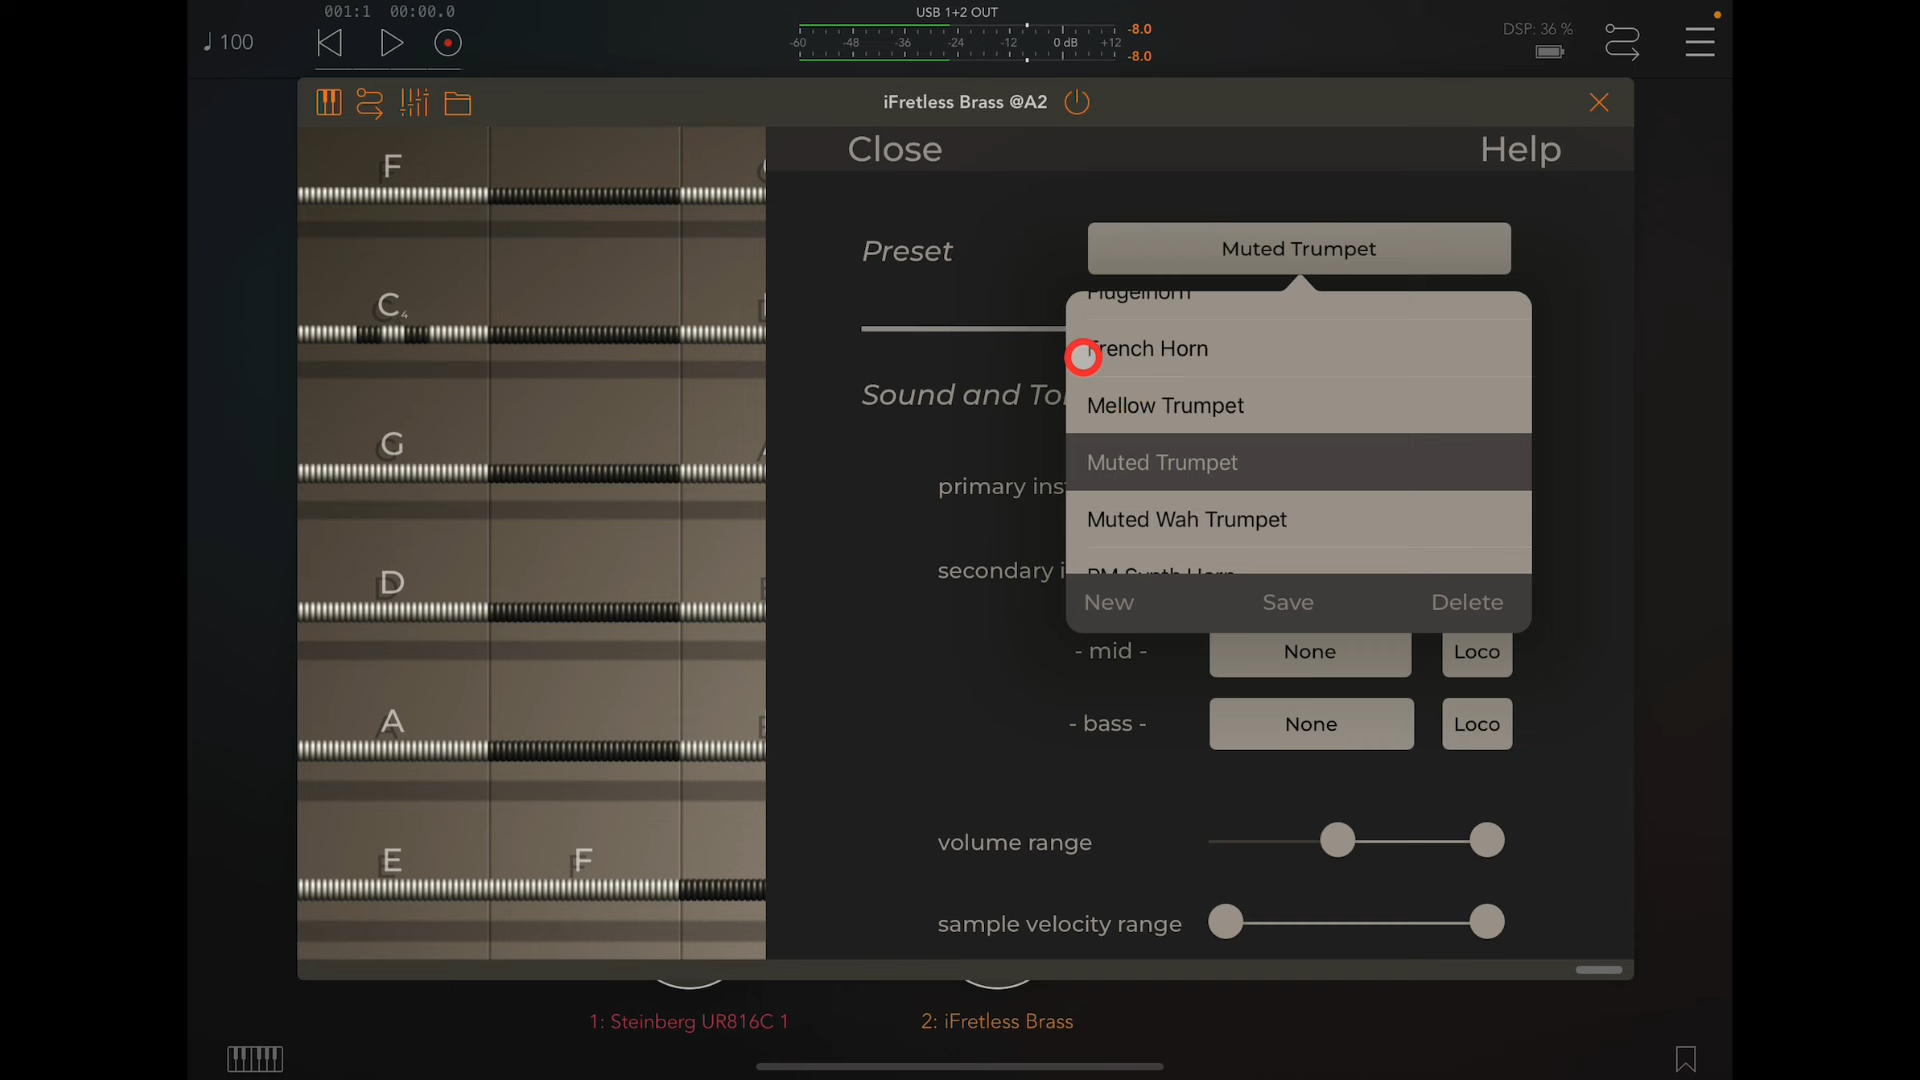 001:1 00:00.0
♩ 100
USB 1+2 OUT
-60 -48 -36 -24 -12 0 dB +12
-8.0
-8.0
DSP: 36 %
iFretless Brass @A2
Close
Help
Preset
Muted Trumpet
Flugelhorn
French Horn
Mellow Trumpet
Muted Trumpet
Muted Wah Trumpet
New
Save
Delete
Sound and To
primary ins
secondary i
- mid -
None
Loco
- bass -
None
Loco
volume range
sample velocity range
F
C4
G
D
A
E
F
1: Steinberg UR816C 1
2: iFretless Brass